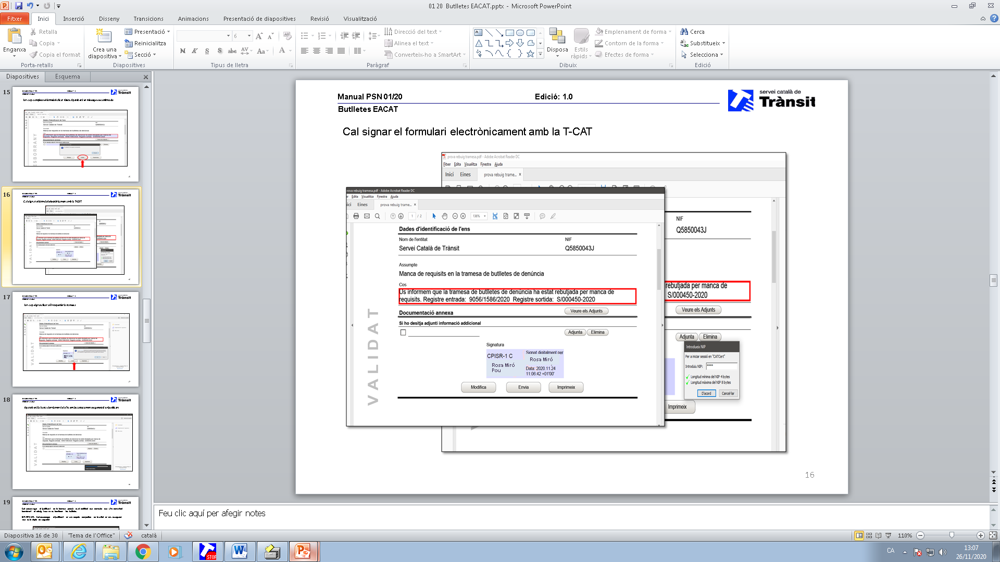 01 20 Butlletes EACAT.pptx - Microsoft PowerPoint
Fitxer Inici Inserció Disseny Transicions Animacions Presentació de diapositives Revisió Visualització
Enganxa
Retalla
Copia
Copia el format
Porta-retalls
Crea una
diapositiva
Presentació
Reinicialitza
Secció
Diapositives
6
N K S S abc AV Aa A
Tipus de lletra
Direcció del text
Alinea el text
Converteix-ho a SmartArt
Paràgraf
Disposa
Estils
ràpids
Emplenament de forma
Contorn de la forma
Efectes de forma
Dibuix
Cerca
Substitueix
Selecciona
Edició
Diapositives Esquema
15
16
17
18
19
Manual PSN 01/20 Edició: 1.0
Butlletes EACAT
servei català de
Trànsit
Cal signar el formulari electrònicament amb la T-CAT
prova rebuig tramesa.pdf - Adobe Acrobat Reader DC
Fitxer Edita Visualitza Finestra Ajuda
Inici Eines prova rebuig trame... x
rova rebuig tramesa.pdf - Adobe Acrobat Reader DC
er Edita Visualitza Finestra Ajuda
ici Eines prova rebuig trame... x
1 / 2 136%
Dades d'identificació de l'ens
Nom de l'entitat NIF
Servei Català de Trànsit Q5850043J
Assumpte
Manca de requisits en la tramesa de butlletes de denúncia
Cos
Us informem que la tramesa de butlletes de denúncia ha estat rebutjada per manca de
requisits. Registre entrada: 9056/1586/2020 Registre sortida: S/000450-2020
Documentació annexa Veure els Adjunts
Si ho desitja adjunti informació addicional
Adjunta Elimina
Signatura
CPISR-1 C
Rosa Miró
Pou
Signat digitalment per
Rosa Miró
Data: 2020.11.24
11:06:42 +01'00'
Modifica Envia Imprimeix
VALIDAT
NIF
Q5850043J
rebutjada per manca de
S/000450-2020
Veure els Adjunts
Adjunta Elimina
Introdueix NIP
Per a iniciar sessió en "CATCert"
Introduïu NIP: ****
Longitud mínima del NIP 4 bytes
Longitud màxima del NIP 8 bytes
D'acord Cancel·lar
Imprimeix
16
Feu clic aquí per afegir notes
Diapositiva 16 de 30 "Tema de l'Office" català
110%
STOP
CA
13:07
26/11/2020